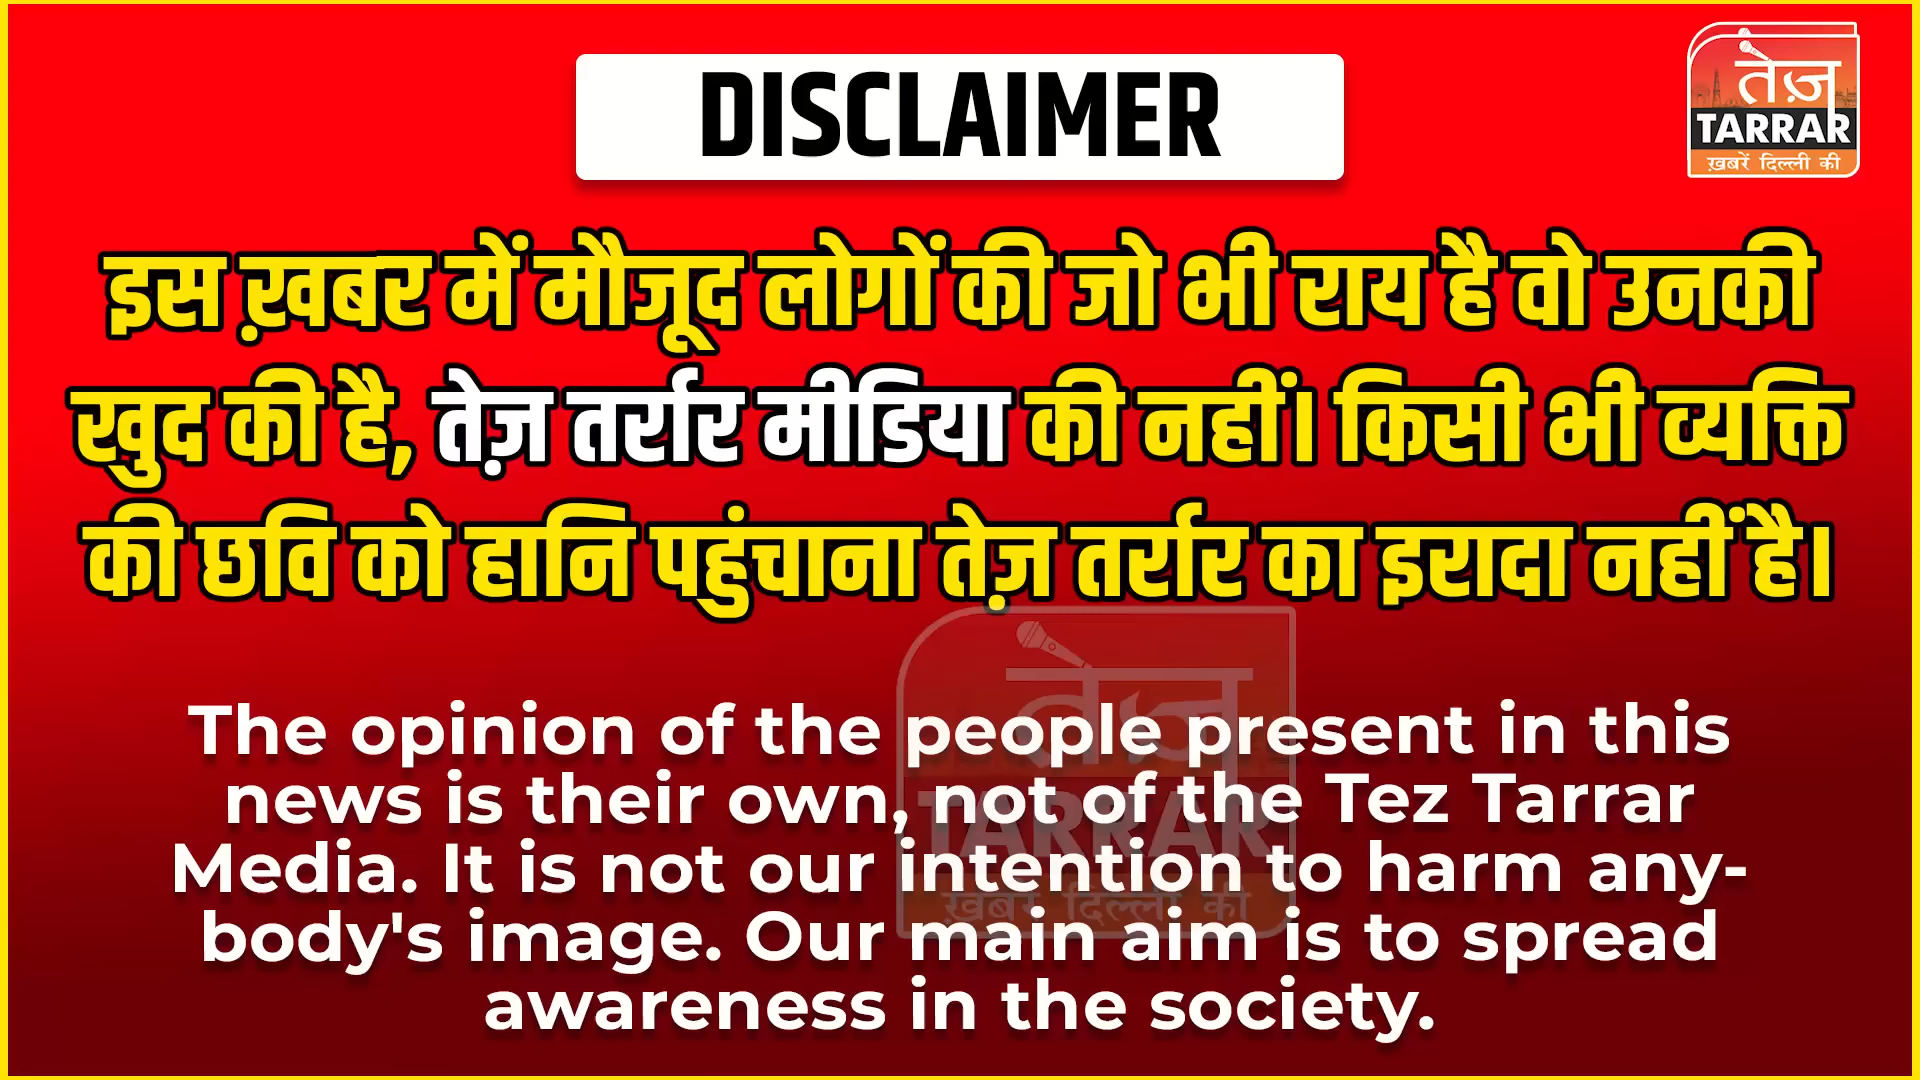 DISCLAIMER
तेज़
TARRAR
ख़बरें दिल्ली की
इस ख़बर में मौजूद लोगों की जो भी राय है वो उनकी
खुद की है, तेज़ तर्रार मीडिया की नहीं। किसी भी व्यक्ति
की छवि को हानि पहुंचाना तेज़ तर्रार का इरादा नहीं है।
The opinion of the people present in this
news is their own, not of the Tez Tarrar
Media. It is not our intention to harm any-
body's image. Our main aim is to spread
awareness in the society.
तेज़
TARRAR
ख़बरें दिल्ली की